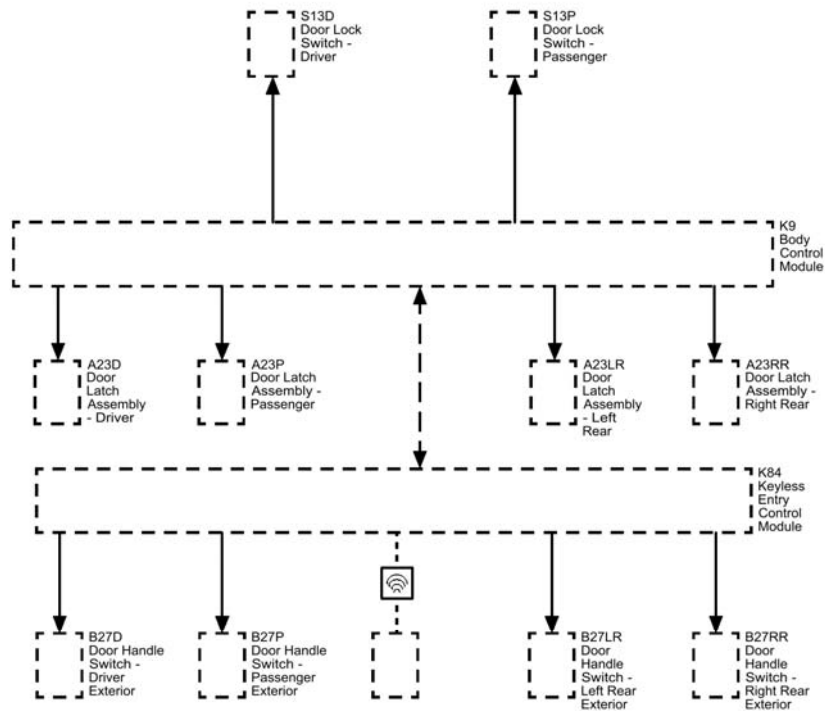 S13D
Door Lock
Switch -
Driver
S13P
Door Lock
Switch -
Passenger
K9
Body
Control
Module
A23D
Door
Latch
Assembly
- Driver
A23P
Door Latch
Assembly -
Passenger
A23LR
Door
Latch
Assembly
- Left
Rear
A23RR
Door Latch
Assembly -
Right Rear
K84
Keyless
Entry
Control
Module
B27D
Door Handle
Switch -
Driver
Exterior
B27P
Door Handle
Switch -
Passenger
Exterior
B27LR
Door
Handle
Switch -
Left Rear
Exterior
B27RR
Door
Handle
Switch -
Right Rear
Exterior